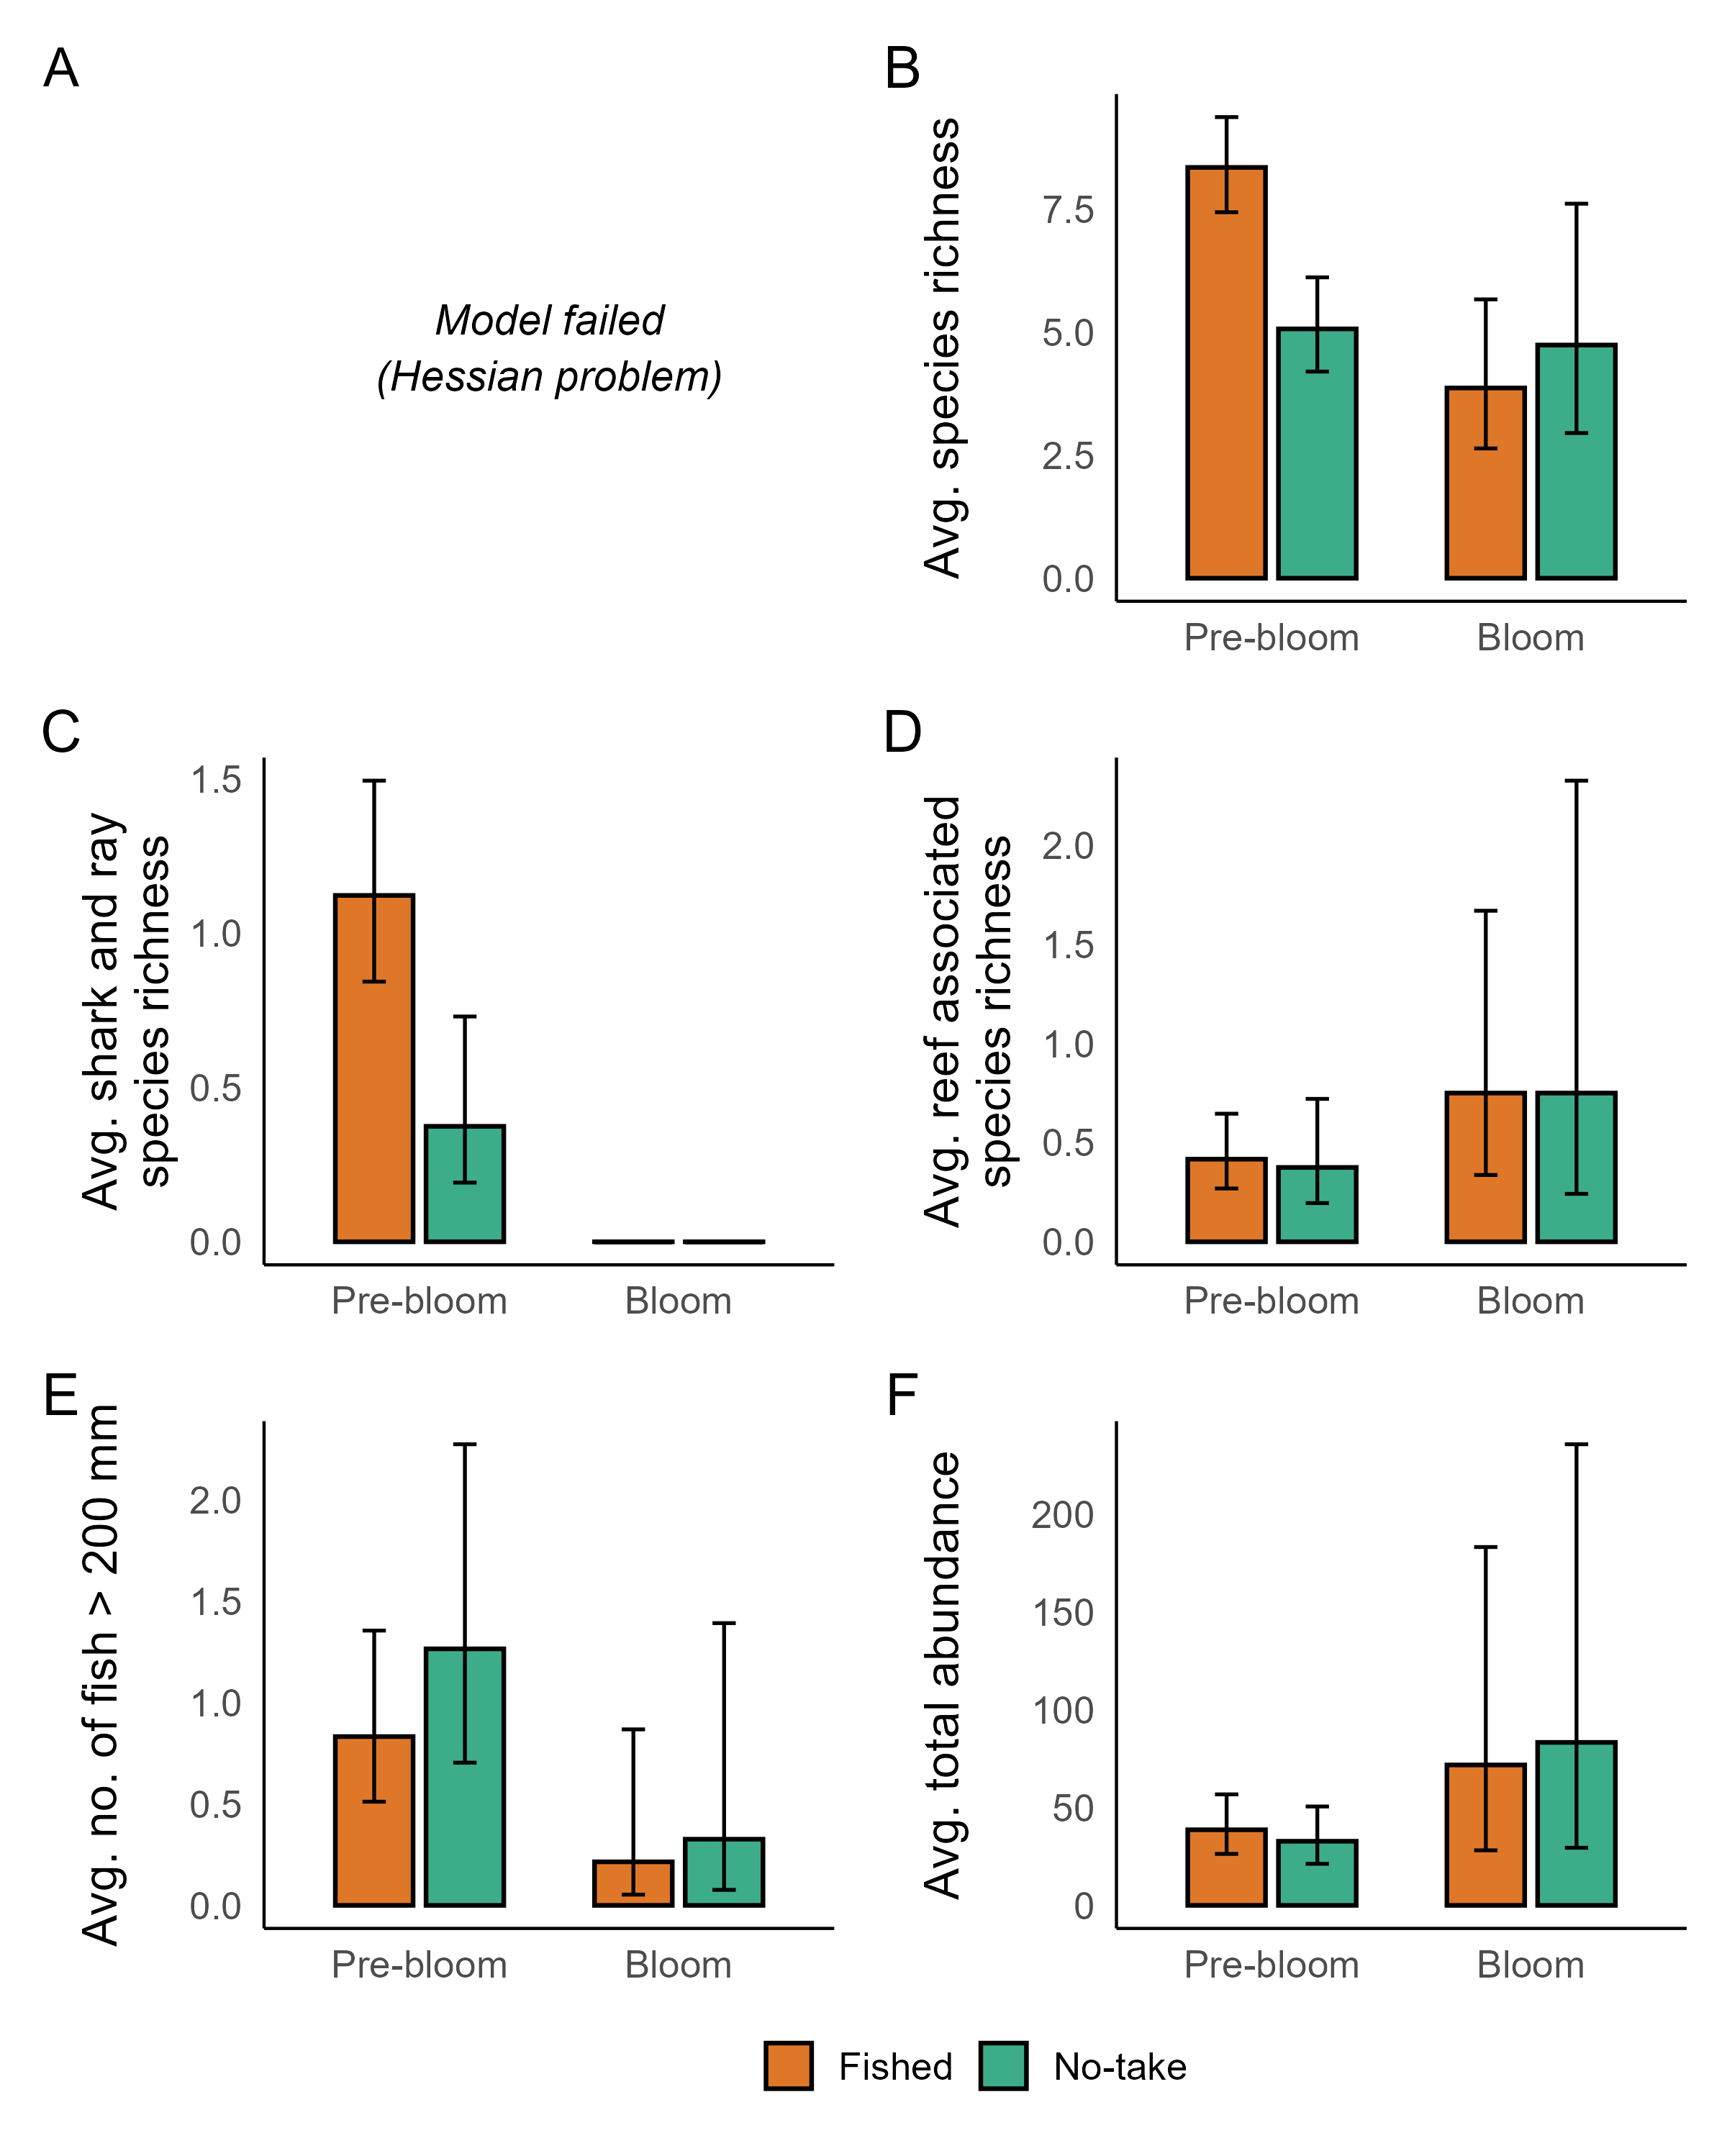 A
Model failed
(Hessian problem)
B
Avg. species richness
7.5
5.0
2.5
0.0
Pre-bloom
Bloom
C
Avg. shark and ray
species richness
1.5
1.0
0.5
0.0
Pre-bloom
Bloom
D
Avg. reef associated
species richness
2.0
1.5
1.0
0.5
0.0
Pre-bloom
Bloom
E
Avg. no. of fish > 200 mm
2.0
1.5
1.0
0.5
0.0
Pre-bloom
Bloom
F
Avg. total abundance
200
150
100
50
0
Pre-bloom
Bloom
Fished
No-take